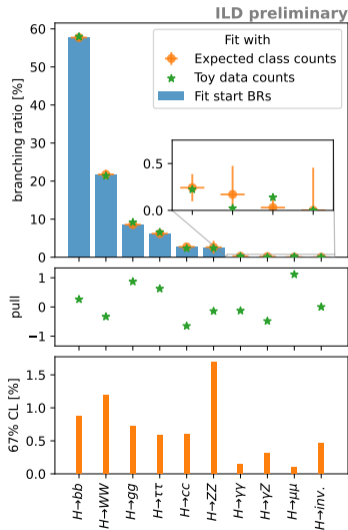 ILD preliminary
Fit with
Expected class counts
Toy data counts
Fit start BRs
branching ratio [%]
60
50
40
30
20
10
0
0.5
0.0
pull
1
0
−1
67% CL [%]
1.5
1.0
0.5
0.0
H→bb
H→WW
H→gg
H→ττ
H→cc
H→ZZ
H→γγ
H→γZ
H→μμ
H→inv.